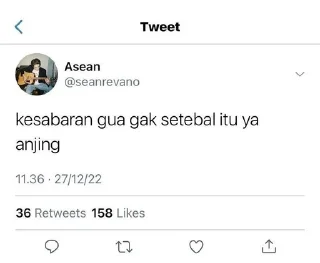 Tweet
Asean
@seanrevano
kesabaran gua gak setebal itu ya
anjing
11.36 · 27/12/22
36 Retweets 158 Likes